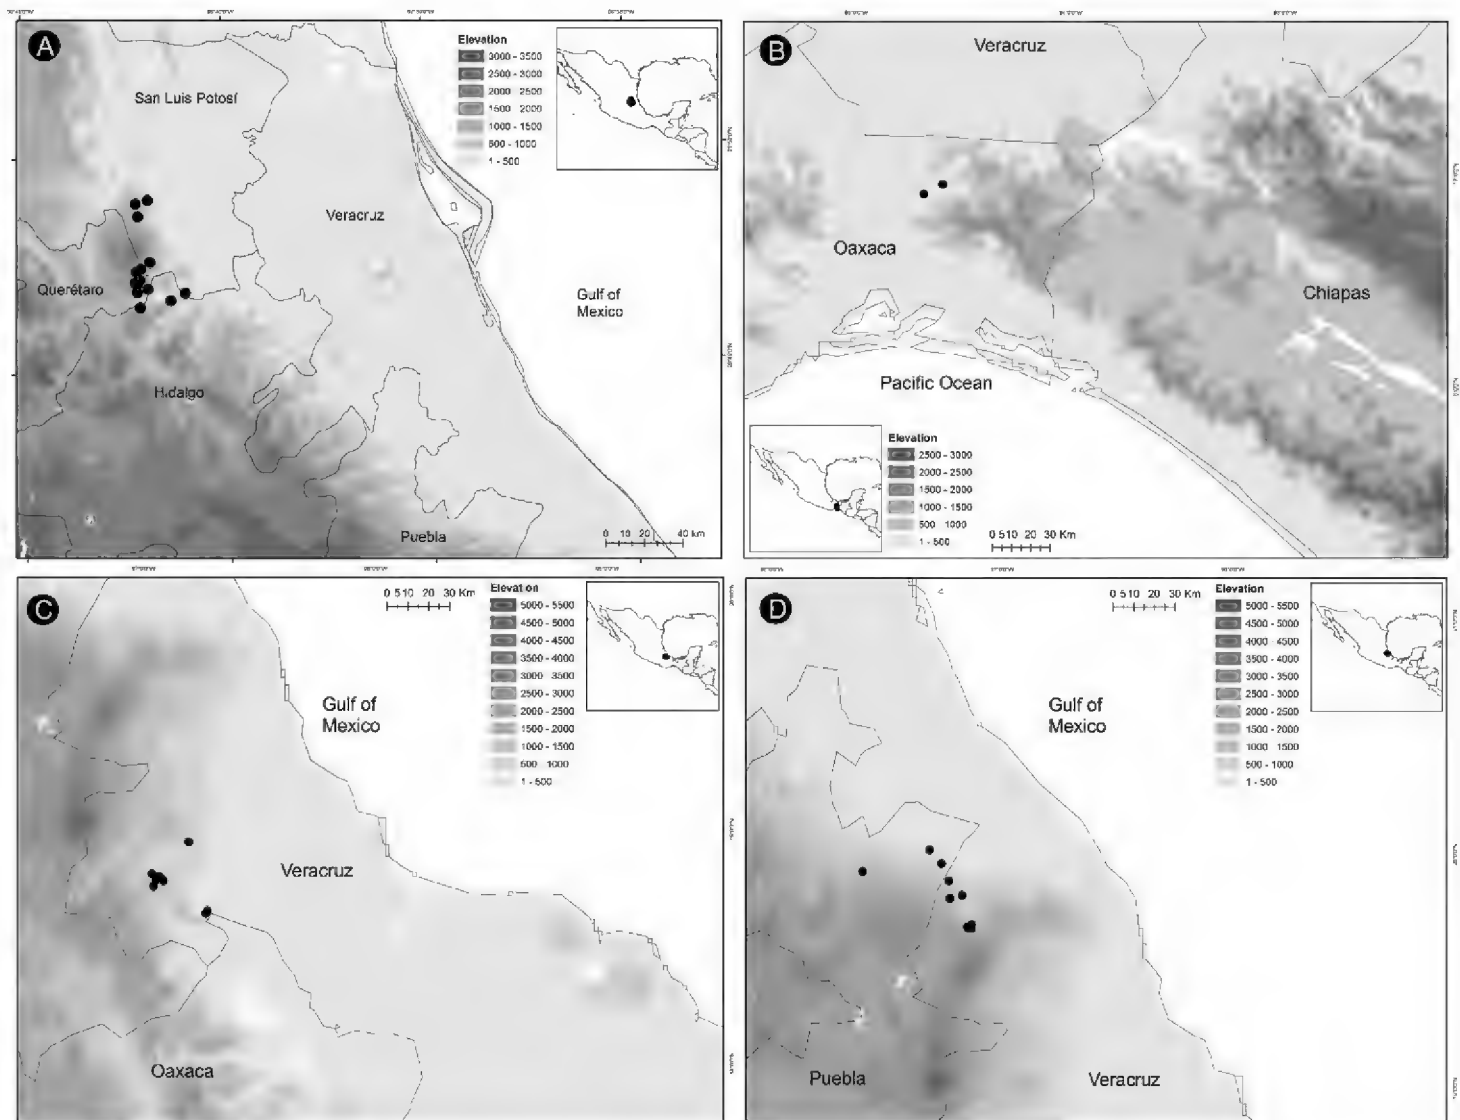 A
San Luis Potosí
Querétaro
Veracruz
Hidalgo
Puebla
Gulf of
Mexico
Elevation
3000 - 3500
2500 - 3000
2000 - 2500
1500 - 2000
1000 - 1500
500 - 1000
1 - 500
0 10 20 40 Km
B
Veracruz
Oaxaca
Chiapas
Pacific Ocean
Elevation
2500 - 3000
2000 - 2500
1500 - 2000
1000 - 1500
500 - 1000
1 - 500
0 5 10 20 30 Km
C
0 5 10 20 30 Km
Elevation
5000 - 5500
4500 - 5000
4000 - 4500
3500 - 4000
3000 - 3500
2500 - 3000
2000 - 2500
1500 - 2000
1000 - 1500
500 - 1000
1 - 500
Gulf of
Mexico
Veracruz
Oaxaca
D
0 5 10 20 30 Km
Elevation
5000 - 5500
4500 - 5000
4000 - 4500
3500 - 4000
3000 - 3500
2500 - 3000
2000 - 2500
1500 - 2000
1000 - 1500
500 - 1000
1 - 500
Gulf of
Mexico
Puebla
Veracruz